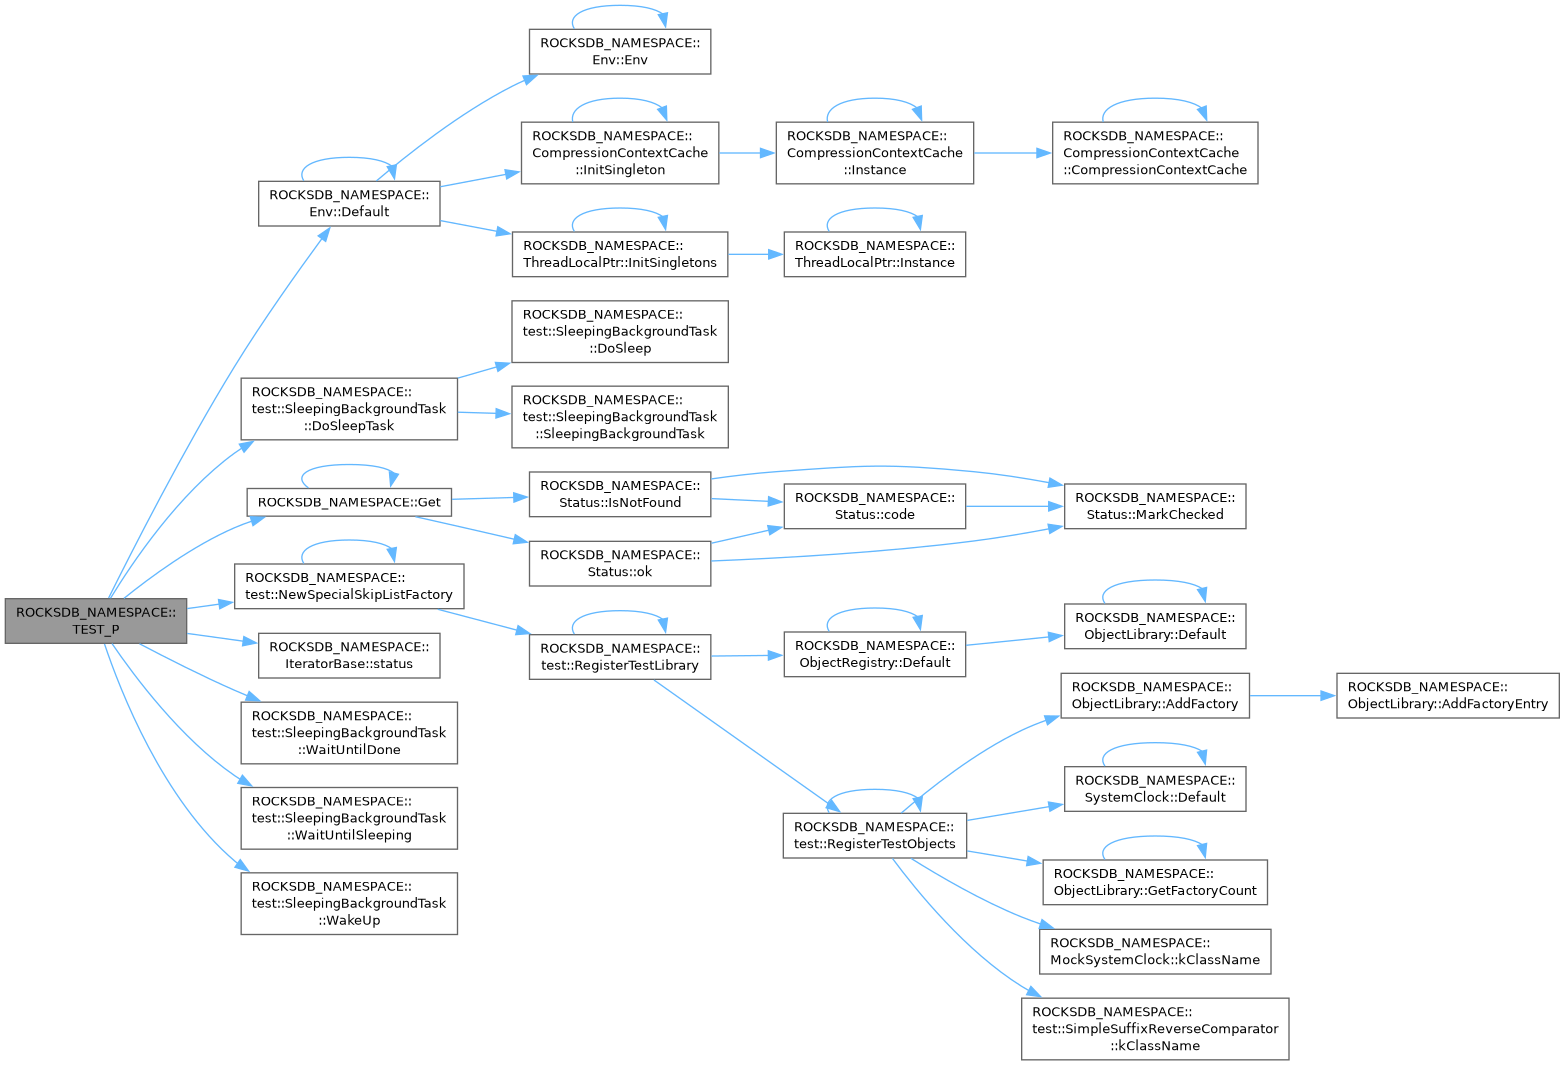 ROCKSDB_NAMESPACE::
TEST_P
ROCKSDB_NAMESPACE::
Env::Default
ROCKSDB_NAMESPACE::
Env::Env
ROCKSDB_NAMESPACE::
CompressionContextCache
::InitSingleton
ROCKSDB_NAMESPACE::
CompressionContextCache
::Instance
ROCKSDB_NAMESPACE::
CompressionContextCache
::CompressionContextCache
ROCKSDB_NAMESPACE::
ThreadLocalPtr::InitSingletons
ROCKSDB_NAMESPACE::
ThreadLocalPtr::Instance
ROCKSDB_NAMESPACE::
test::SleepingBackgroundTask
::DoSleepTask
ROCKSDB_NAMESPACE::
test::SleepingBackgroundTask
::DoSleep
ROCKSDB_NAMESPACE::
test::SleepingBackgroundTask
::SleepingBackgroundTask
ROCKSDB_NAMESPACE::Get
ROCKSDB_NAMESPACE::
Status::IsNotFound
ROCKSDB_NAMESPACE::
Status::code
ROCKSDB_NAMESPACE::
Status::MarkChecked
ROCKSDB_NAMESPACE::
Status::ok
ROCKSDB_NAMESPACE::
test::NewSpecialSkipListFactory
ROCKSDB_NAMESPACE::
test::RegisterTestLibrary
ROCKSDB_NAMESPACE::
ObjectRegistry::Default
ROCKSDB_NAMESPACE::
ObjectLibrary::Default
ROCKSDB_NAMESPACE::
test::RegisterTestObjects
ROCKSDB_NAMESPACE::
ObjectLibrary::AddFactory
ROCKSDB_NAMESPACE::
ObjectLibrary::AddFactoryEntry
ROCKSDB_NAMESPACE::
SystemClock::Default
ROCKSDB_NAMESPACE::
ObjectLibrary::GetFactoryCount
ROCKSDB_NAMESPACE::
MockSystemClock::kClassName
ROCKSDB_NAMESPACE::
test::SimpleSuffixReverseComparator
::kClassName
ROCKSDB_NAMESPACE::
IteratorBase::status
ROCKSDB_NAMESPACE::
test::SleepingBackgroundTask
::WaitUntilDone
ROCKSDB_NAMESPACE::
test::SleepingBackgroundTask
::WaitUntilSleeping
ROCKSDB_NAMESPACE::
test::SleepingBackgroundTask
::WakeUp